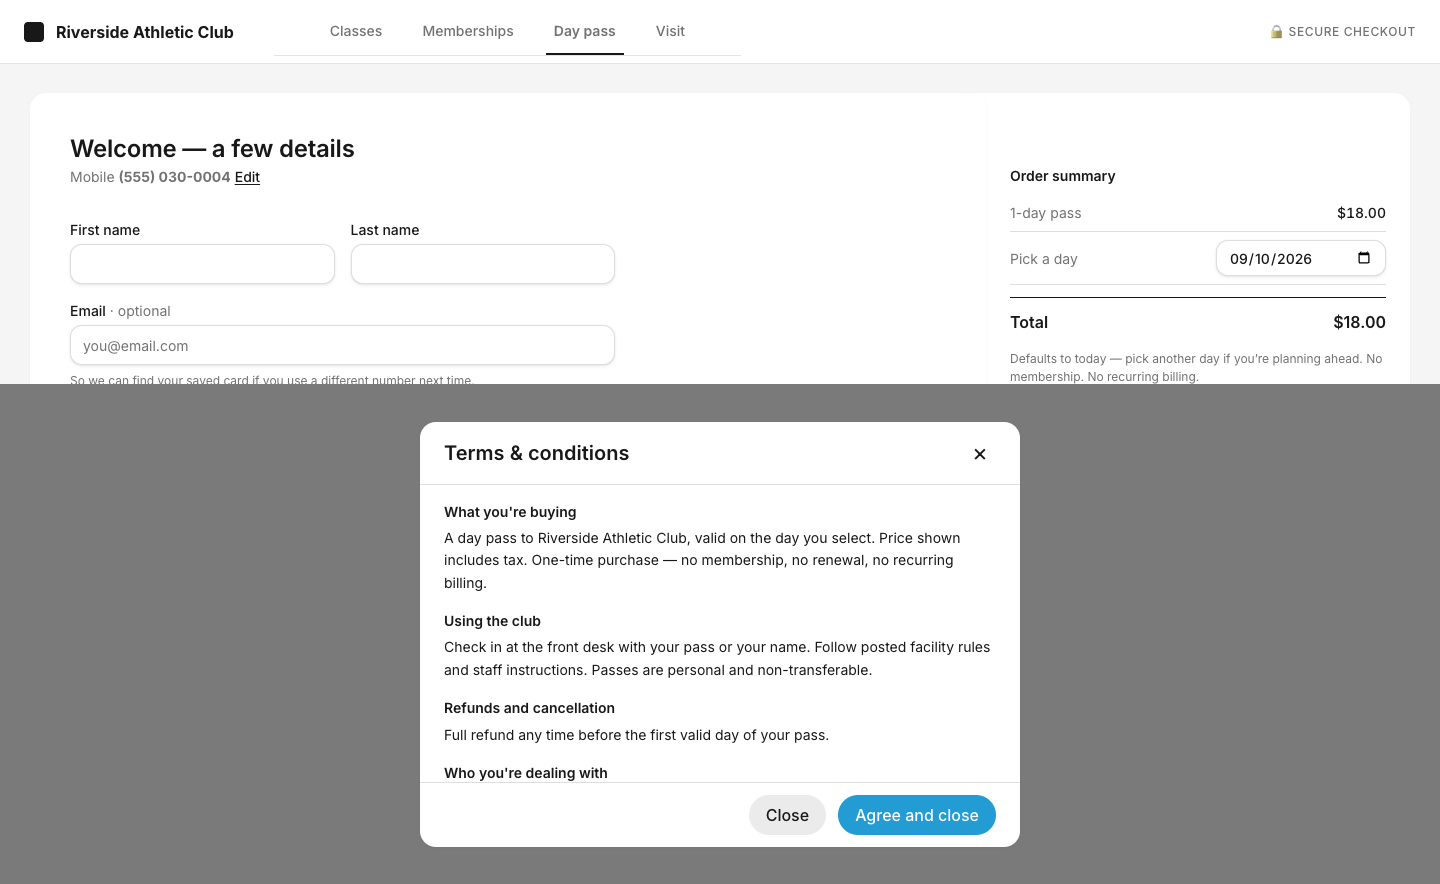 Riverside Athletic Club
Classes
Memberships
Day pass
Visit
SECURE CHECKOUT
Welcome — a few details
Mobile (555) 030-0004 Edit
First name
Last name
Email · optional
you@email.com
So we can find your saved card if you use a different number next time.
Order summary
1-day pass $18.00
Pick a day 09/10/2026
Total $18.00
Defaults to today — pick another day if you're planning ahead. No
membership. No recurring billing.
Terms & conditions
What you're buying
A day pass to Riverside Athletic Club, valid on the day you select. Price shown
includes tax. One-time purchase — no membership, no renewal, no recurring
billing.
Using the club
Check in at the front desk with your pass or your name. Follow posted facility rules
and staff instructions. Passes are personal and non-transferable.
Refunds and cancellation
Full refund any time before the first valid day of your pass.
Who you're dealing with
Close
Agree and close